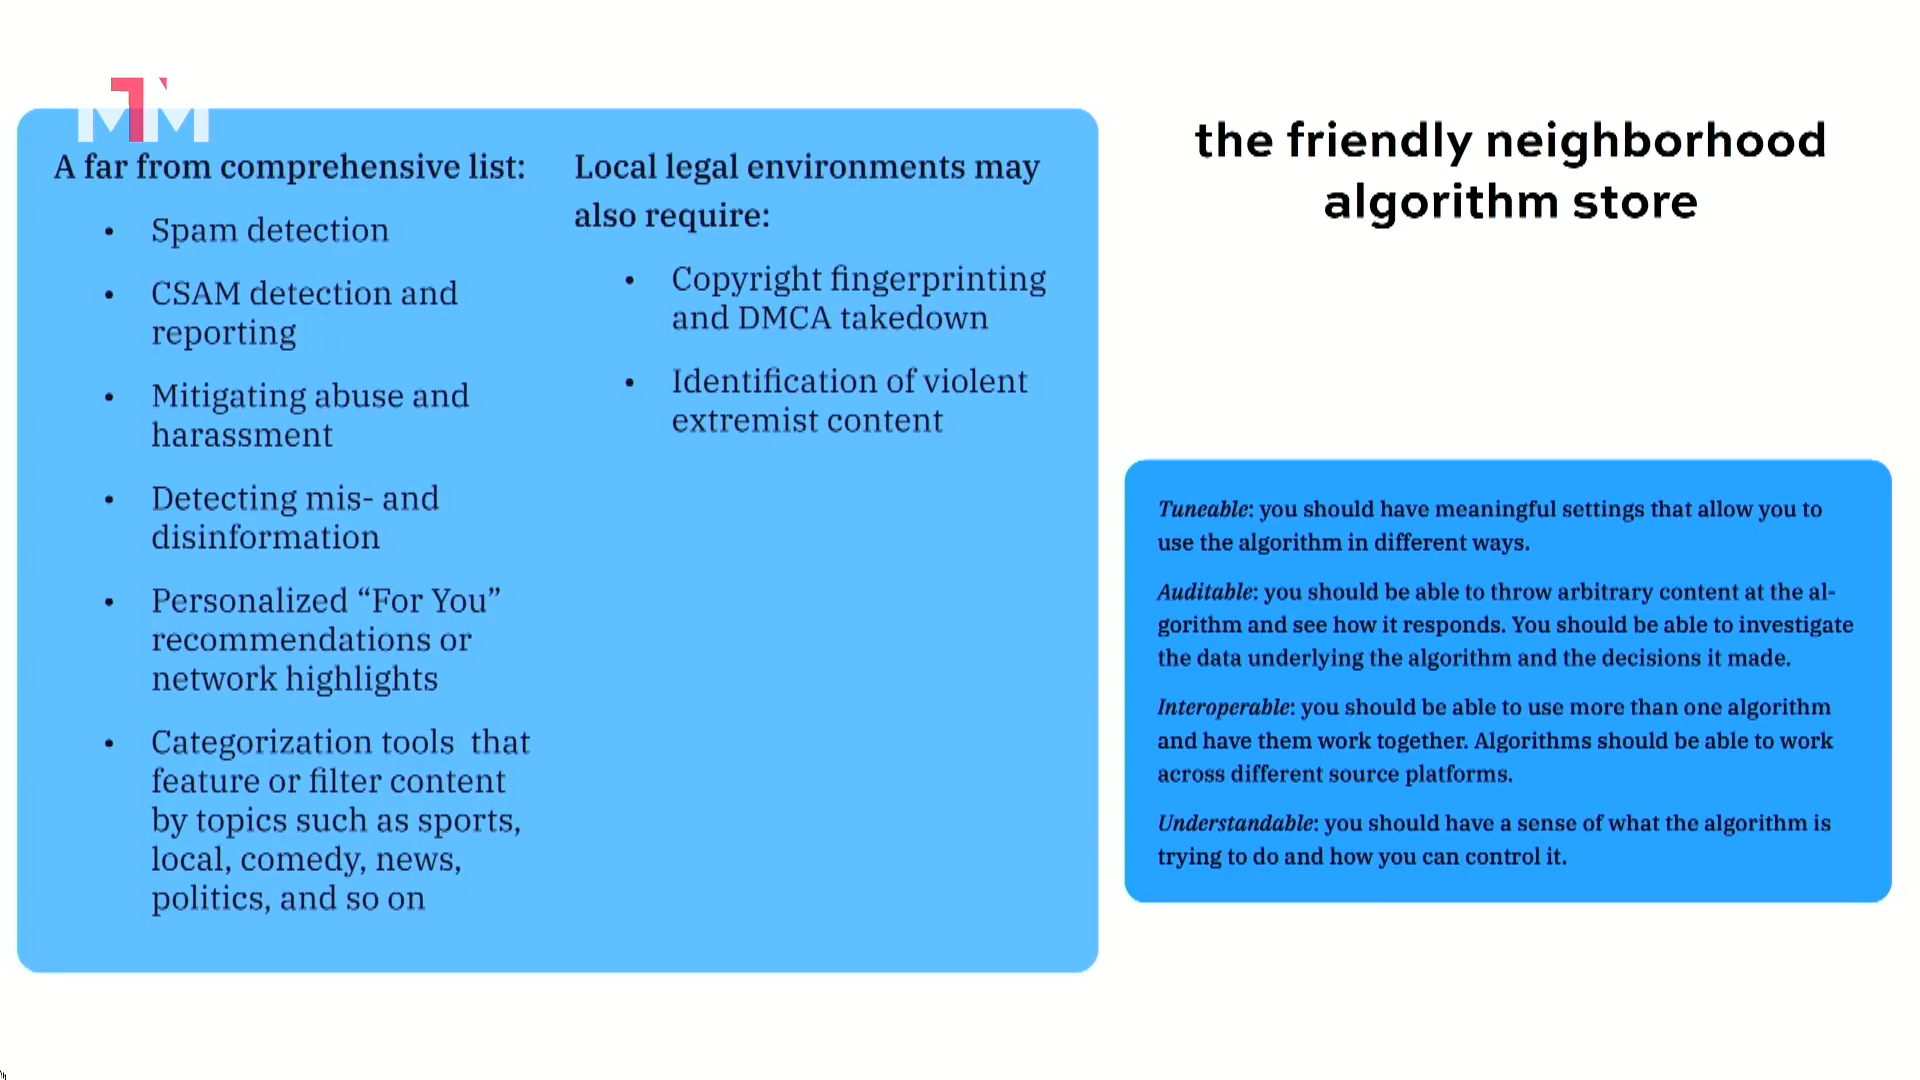 MTM
A far from comprehensive list:
• Spam detection
• CSAM detection and
reporting
• Mitigating abuse and
harassment
• Detecting mis- and
disinformation
• Personalized “For You”
recommendations or
network highlights
• Categorization tools  that
feature or filter content
by topics such as sports,
local, comedy, news,
politics, and so on
Local legal environments may
also require:
• Copyright fingerprinting
and DMCA takedown
• Identification of violent
extremist content
the friendly neighborhood
algorithm store
Tuneable: you should have meaningful settings that allow you to
use the algorithm in different ways.
Auditable: you should be able to throw arbitrary content at the al-
gorithm and see how it responds. You should be able to investigate
the data underlying the algorithm and the decisions it made.
Interoperable: you should be able to use more than one algorithm
and have them work together. Algorithms should be able to work
across different source platforms.
Understandable: you should have a sense of what the algorithm is
trying to do and how you can control it.